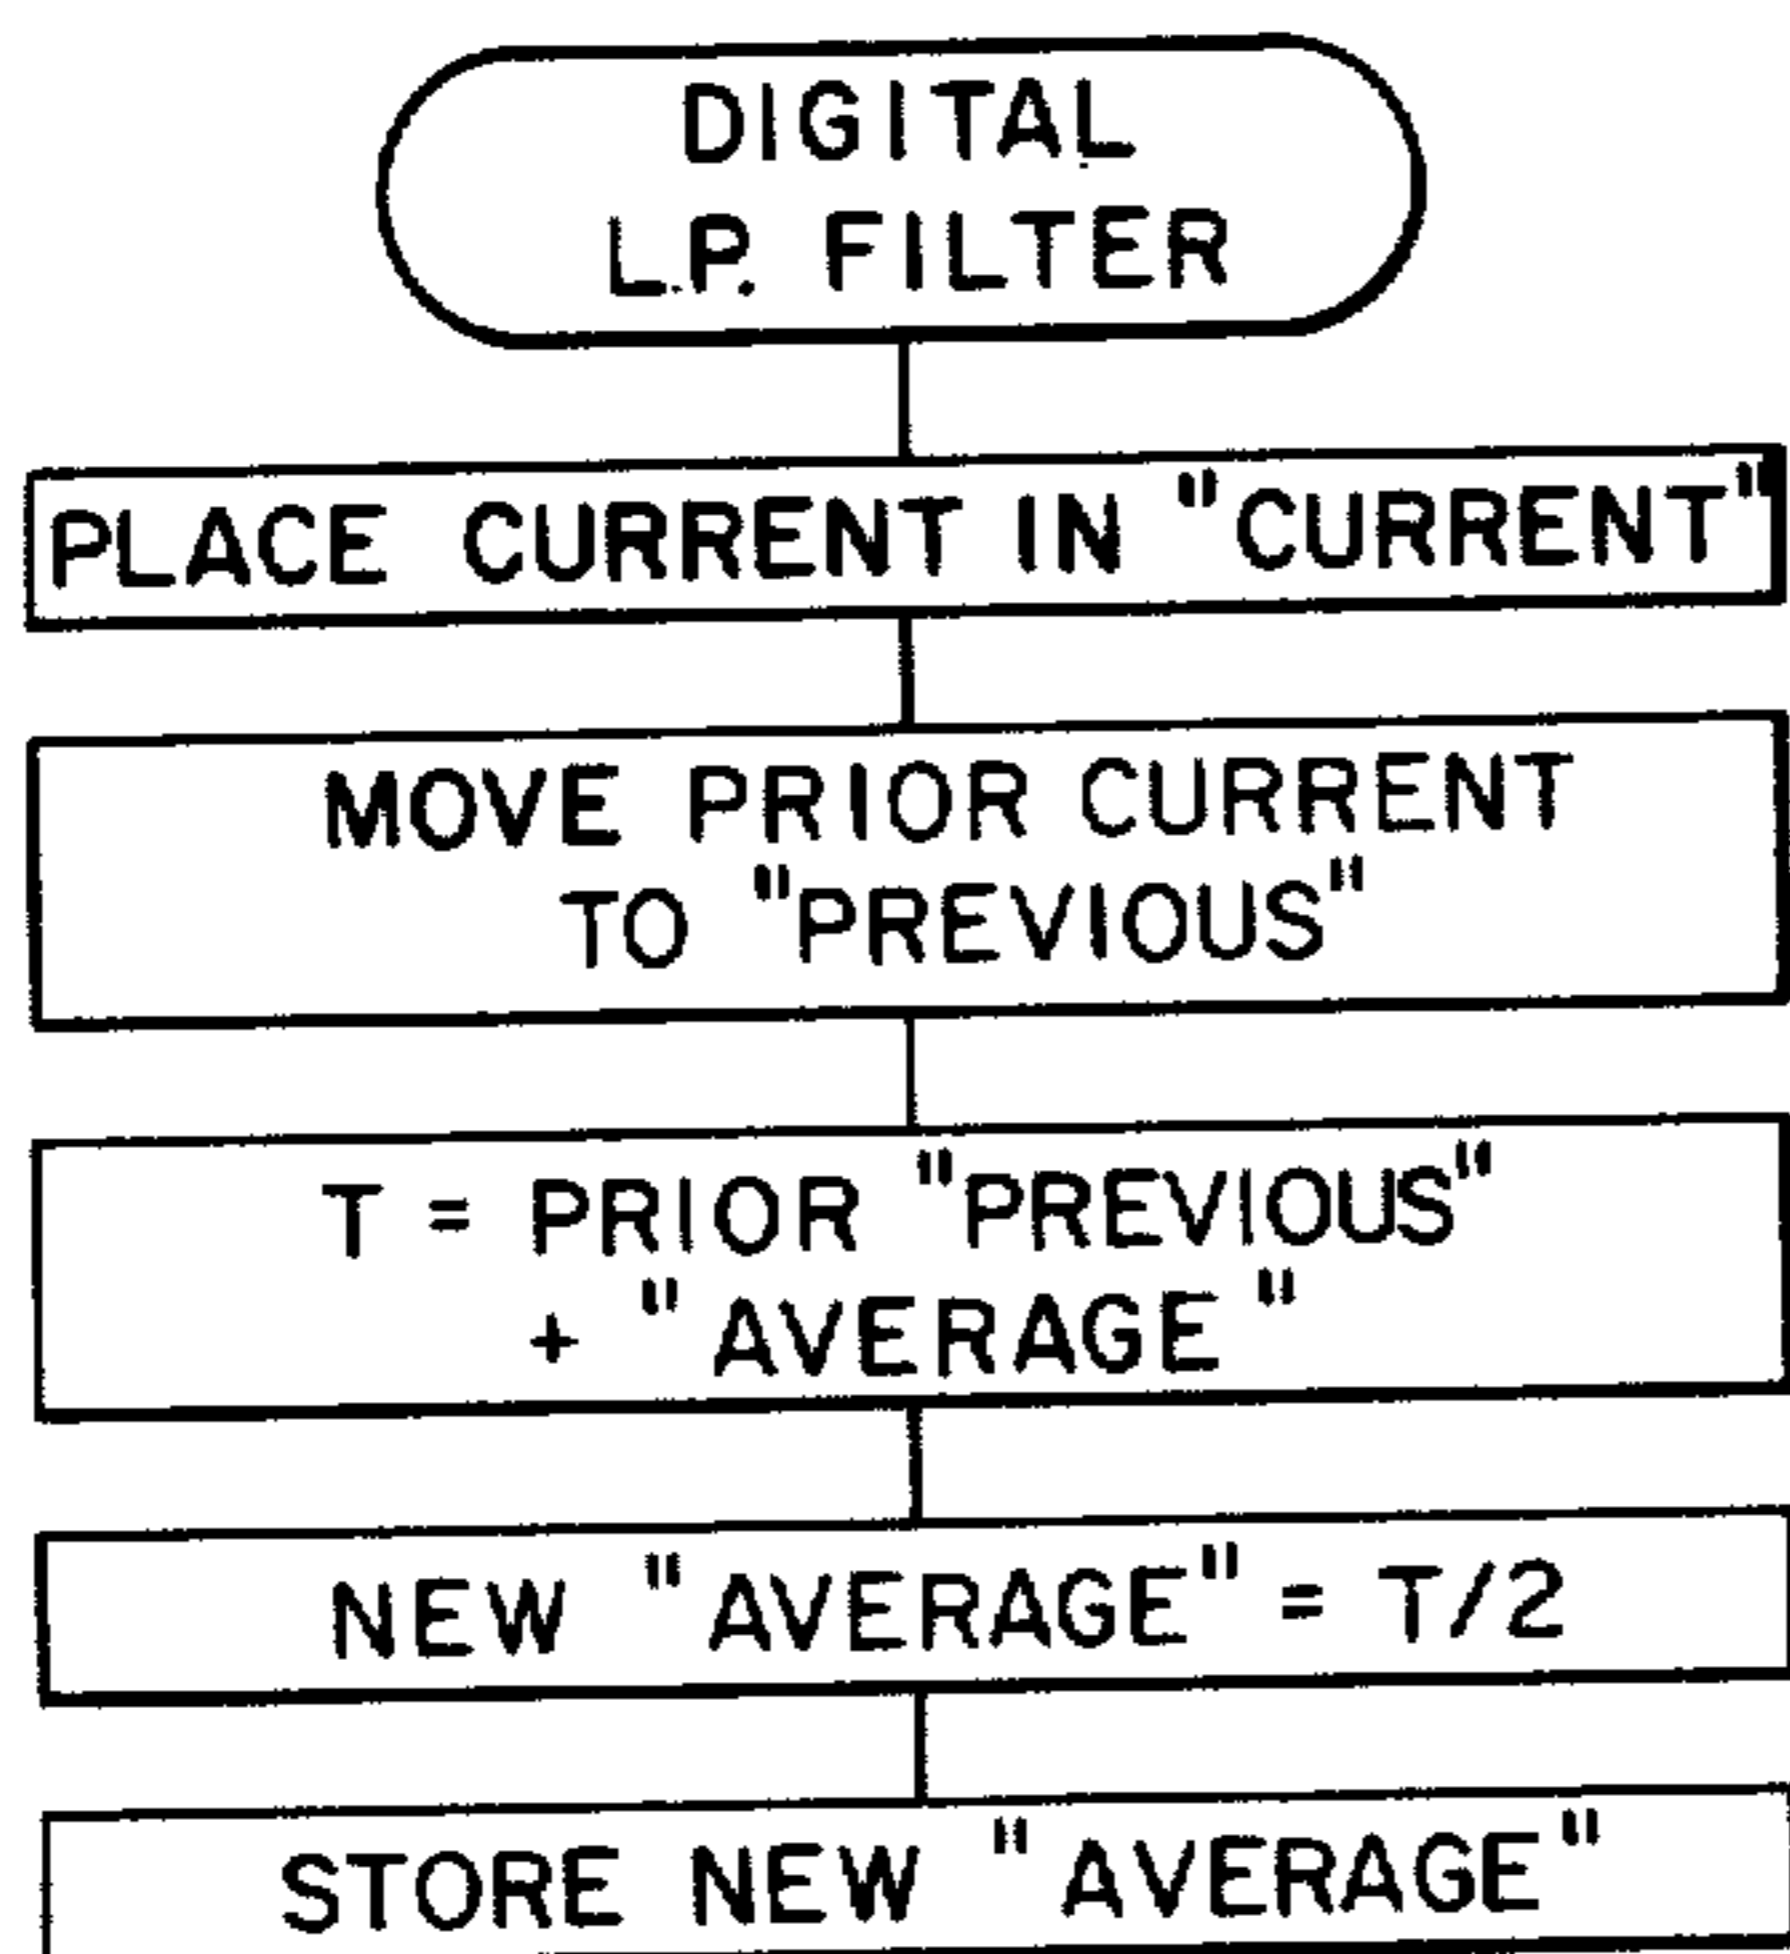 DIGITAL
L.P. FILTER
PLACE CURRENT IN "CURRENT"
MOVE PRIOR CURRENT
TO "PREVIOUS"
T = PRIOR "PREVIOUS"
+ "AVERAGE"
NEW "AVERAGE" = T/2
STORE NEW "AVERAGE"